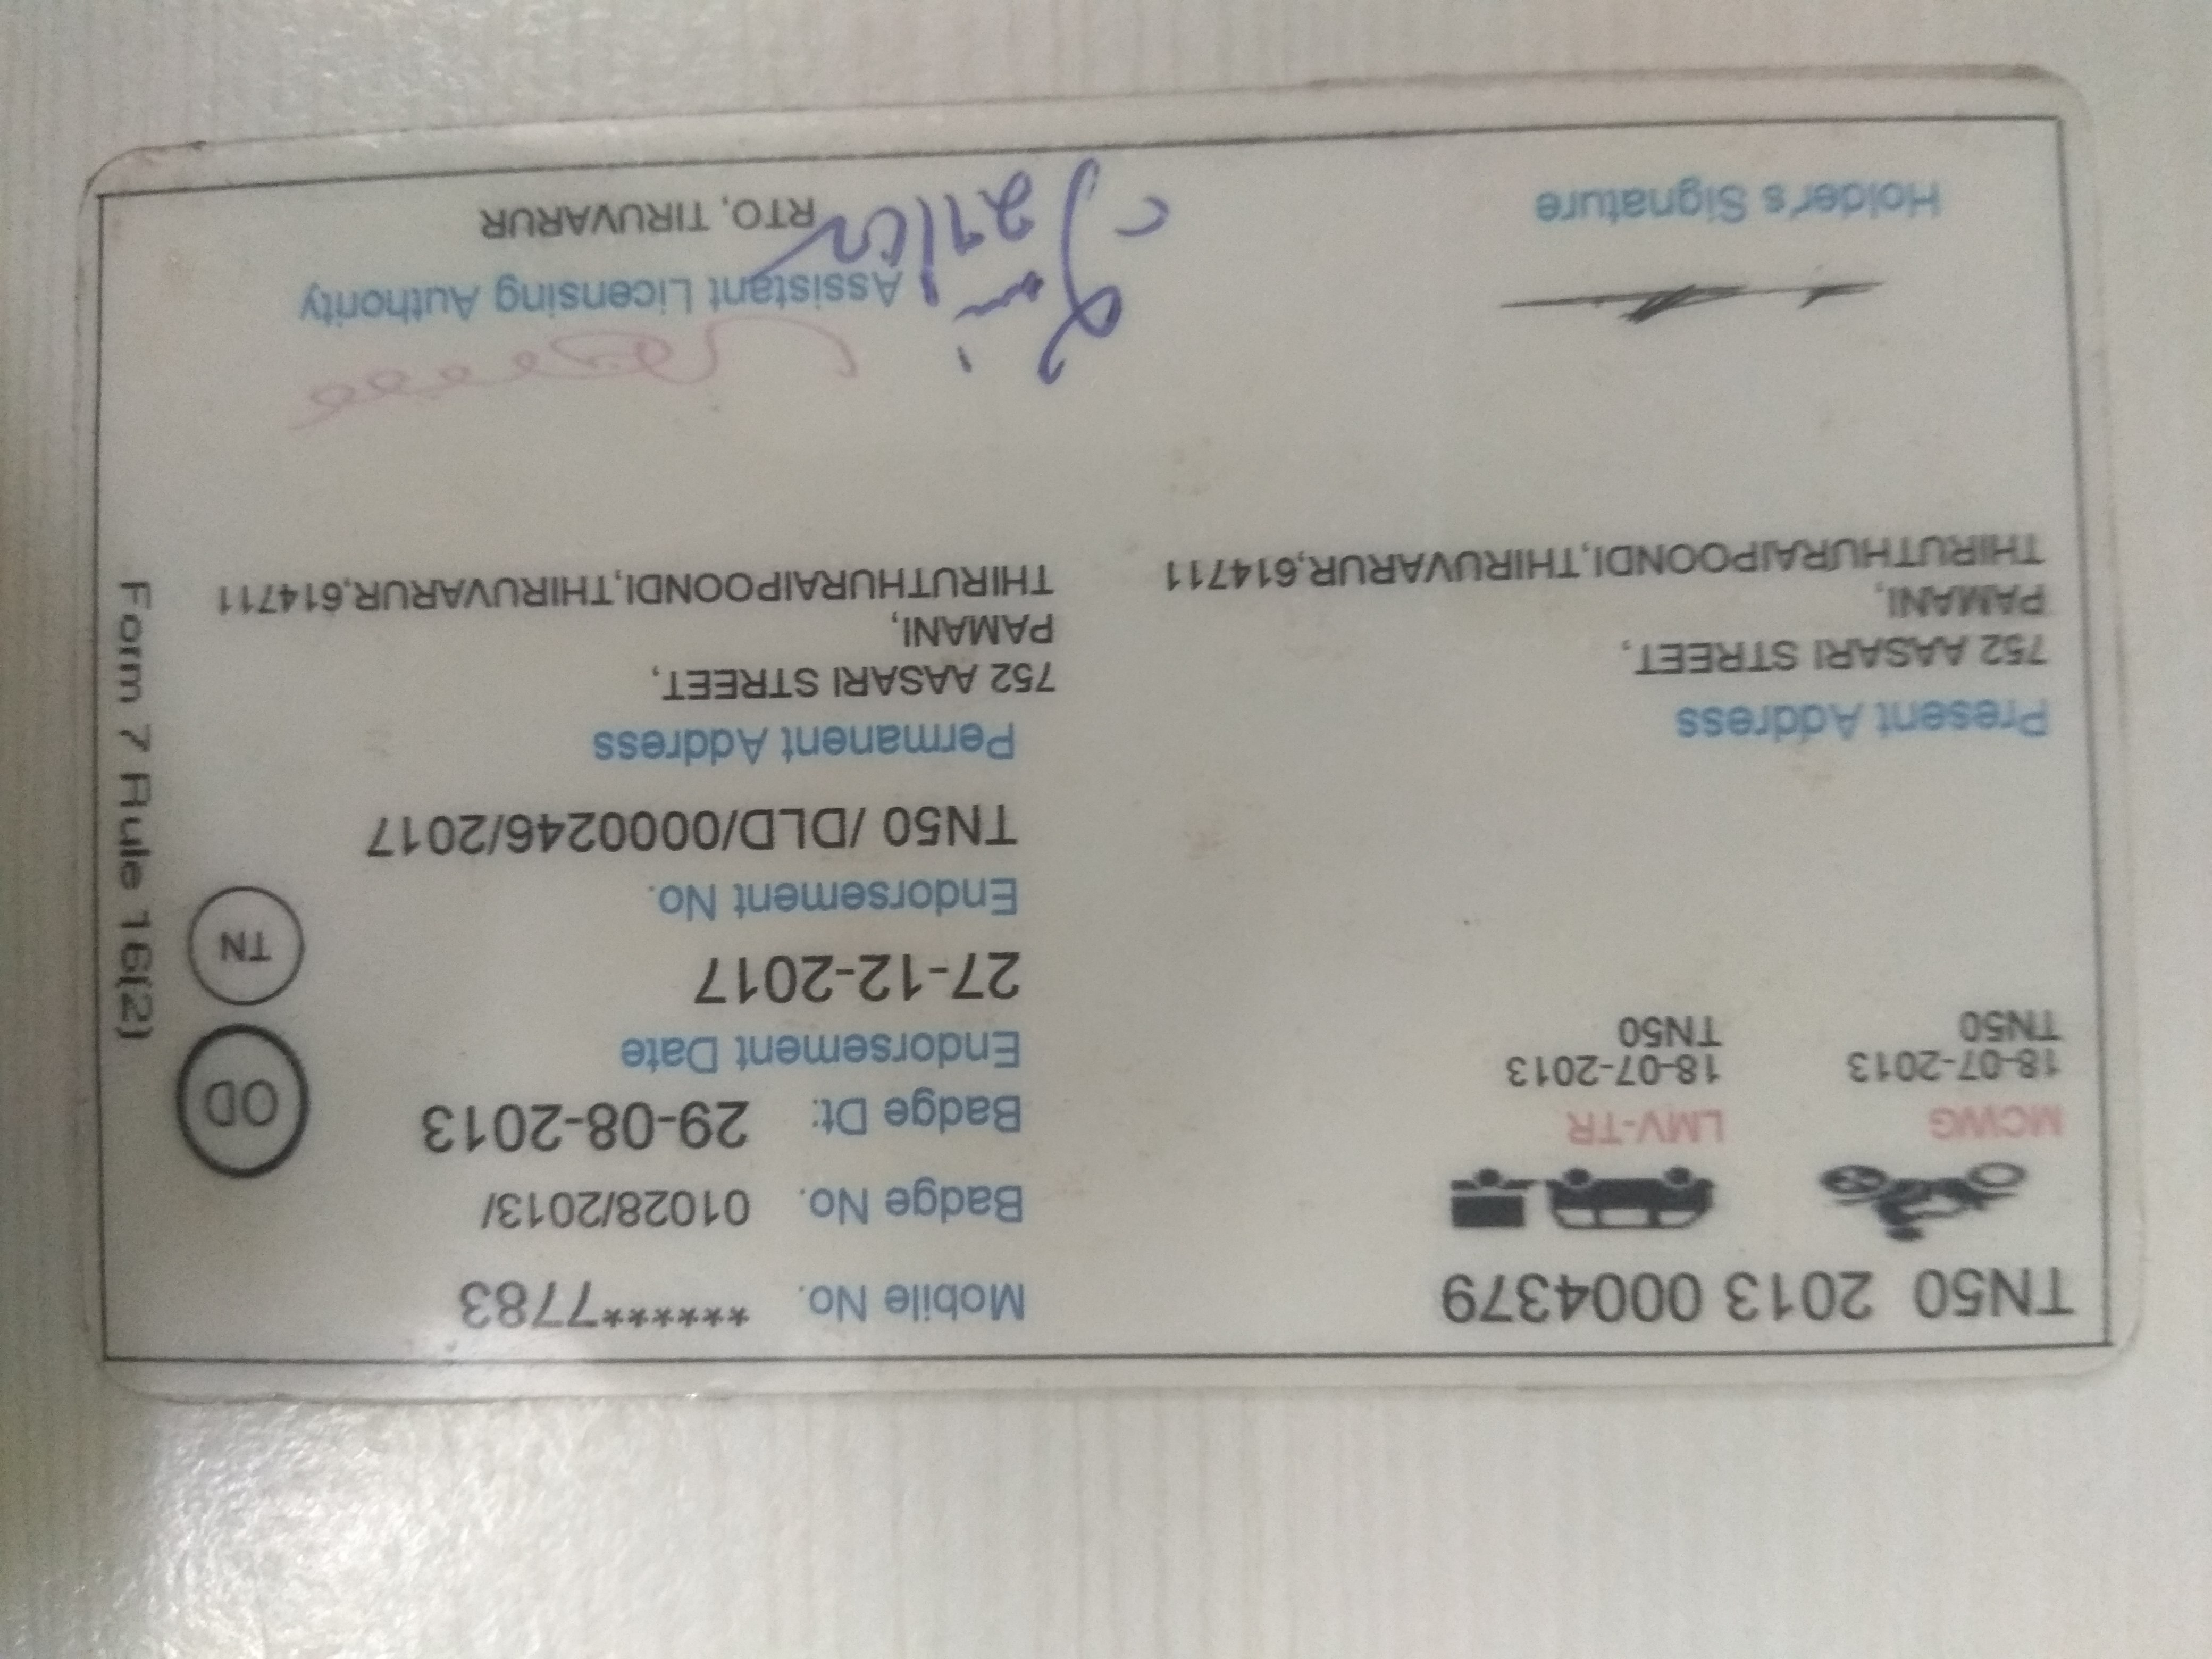 TN50 2013 0004379
MCWG
18-07-2013
TN50
LMV-TR
18-07-2013
TN50
Present Address
752 AASARI STREET,
PAMANI,
THIRUTHURAIPOONDI,THIRUVARUR,614711
Holder's Signature
Mobile No. ******7783
Badge No. 01028/2013/
Badge Dt: 29-08-2013
Endorsement Date
27-12-2017
Endorsement No.
TN50 /DLD/0000246/2017
Permanent Address
752 AASARI STREET,
PAMANI,
THIRUTHURAIPOONDI,THIRUVARUR,614711
Assistant Licensing Authority
RTO, TIRUVARUR
OD
TN
Form 7 Rule 16(2)